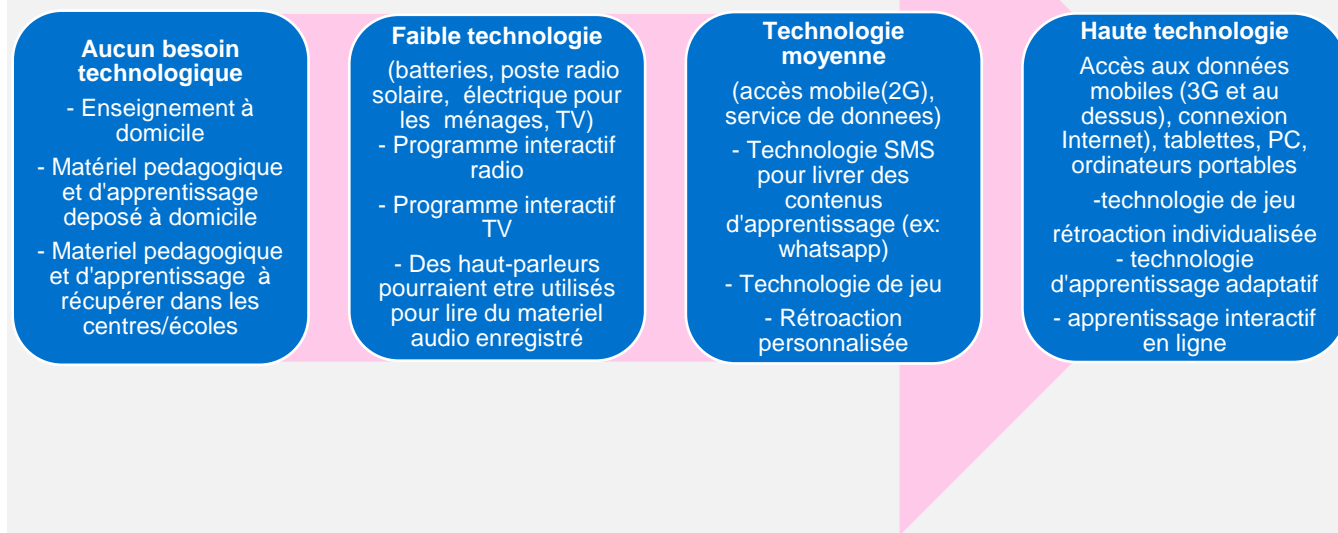 Aucun besoin
technologique
- Enseignement à
domicile
- Matériel pedagogique
et d'apprentissage
deposé à domicile
- Materiel pedagogique
et d'apprentissage à
récupérer dans les
centres/écoles
Faible technologie
(batteries, poste radio
solaire, électrique pour
les ménages, TV)
- Programme interactif
radio
- Programme interactif
TV
- Des haut-parleurs
pourraient etre utilisés
pour lire du materiel
audio enregistré
Technologie
moyenne
(accès mobile(2G),
service de donnees)
- Technologie SMS
pour livrer des
contenus
d'apprentissage (ex:
whatsapp)
- Technologie de jeu
- Rétroaction
personnalisée
Haute technologie
Accès aux données
mobiles (3G et au
dessus), connexion
Internet), tablettes, PC,
ordinateurs portables
-technologie de jeu
rétroaction individualisée
- technologie
d'apprentissage adaptatif
- apprentissage interactif
en ligne